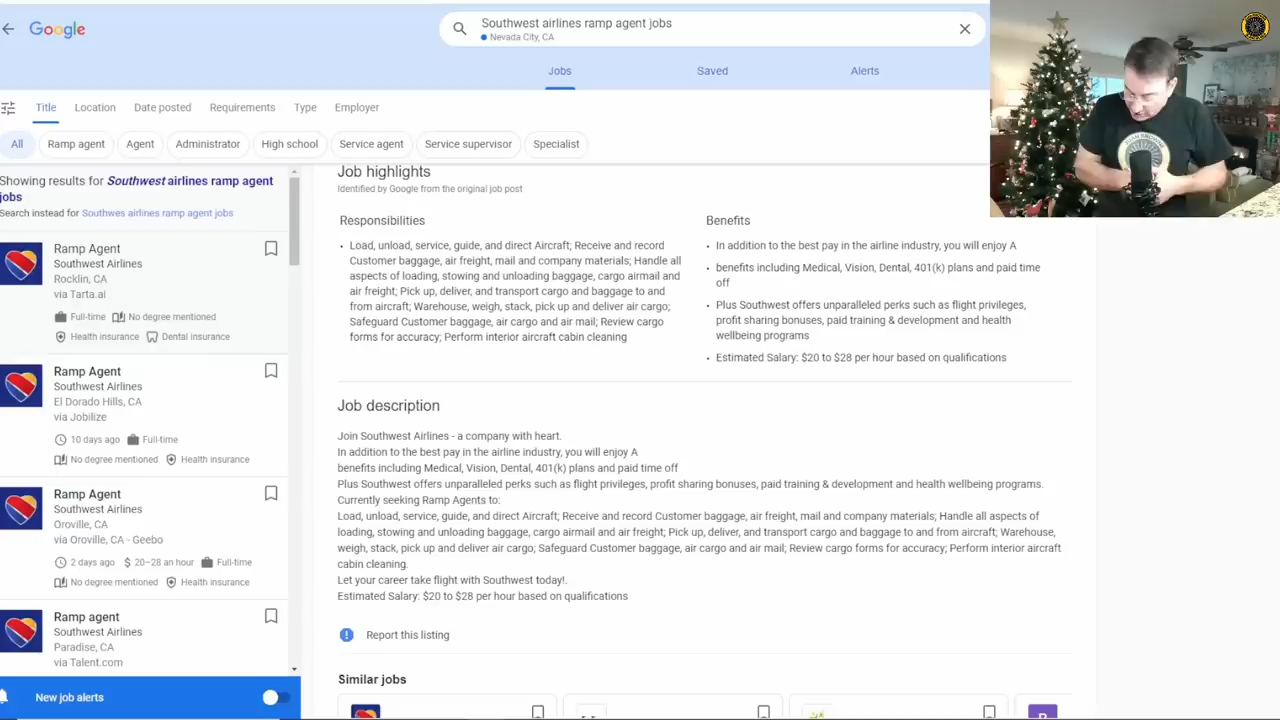 Google
Southwest airlines ramp agent jobs
Nevada City, CA
Jobs
Saved
Alerts
Title
Location
Date posted
Requirements
Type
Employer
All
Ramp agent
Agent
Administrator
High school
Service agent
Service supervisor
Specialist
Showing results for Southwest airlines ramp agent
jobs
Search instead for Southwes airlines ramp agent jobs
Ramp Agent
Southwest Airlines
Rocklin, CA
via Tarta.ai
Full-time
No degree mentioned
Health insurance
Dental insurance
Ramp Agent
Southwest Airlines
El Dorado Hills, CA
via Jobilize
10 days ago
Full-time
No degree mentioned
Health insurance
Ramp Agent
Southwest Airlines
Oroville, CA
via Oroville, CA - Geebo
2 days ago
20–28 an hour
Full-time
No degree mentioned
Health insurance
Ramp agent
Southwest Airlines
Paradise, CA
via Talent.com
New job alerts
Job highlights
Identified by Google from the original job post
Responsibilities
Load, unload, service, guide, and direct Aircraft; Receive and record
Customer baggage, air freight, mail and company materials; Handle all
aspects of loading, stowing and unloading baggage, cargo airmail and
air freight; Pick up, deliver, and transport cargo and baggage to and
from aircraft; Warehouse, weigh, stack, pick up and deliver air cargo;
Safeguard Customer baggage, air cargo and air mail; Review cargo
forms for accuracy; Perform interior aircraft cabin cleaning
Benefits
In addition to the best pay in the airline industry, you will enjoy A
benefits including Medical, Vision, Dental, 401(k) plans and paid time
off
Plus Southwest offers unparalleled perks such as flight privileges,
profit sharing bonuses, paid training & development and health
wellbeing programs
Estimated Salary: $20 to $28 per hour based on qualifications
Job description
Join Southwest Airlines - a company with heart.
In addition to the best pay in the airline industry, you will enjoy A
benefits including Medical, Vision, Dental, 401(k) plans and paid time off
Plus Southwest offers unparalleled perks such as flight privileges, profit sharing bonuses, paid training & development and health wellbeing programs.
Currently seeking Ramp Agents to:
Load, unload, service, guide, and direct Aircraft; Receive and record Customer baggage, air freight, mail and company materials; Handle all aspects of
loading, stowing and unloading baggage, cargo airmail and air freight; Pick up, deliver, and transport cargo and baggage to and from aircraft; Warehouse,
weigh, stack, pick up and deliver air cargo; Safeguard Customer baggage, air cargo and air mail; Review cargo forms for accuracy; Perform interior aircraft
cabin cleaning.
Let your career take flight with Southwest today!.
Estimated Salary: $20 to $28 per hour based on qualifications
Report this listing
Similar jobs